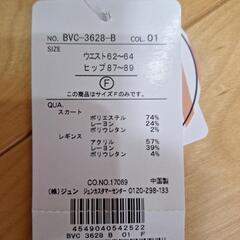 NO. BVC-3628-B COL. 01
SIZE
ウエスト62~64
ヒップ87~89
F
この商品はサイズFのみです。
QUA.
スカート
ポリエステル 74%
レーヨン 24%
ポリウレタン 2%
レギンス
アクリル 57%
レーヨン 39%
ポリウレタン 4%
CO.NO.17069 中国製
(株)ジュン ジュンカスタマーセンター 0120-298-133
4549040542522
BVC 3628 B 01 F